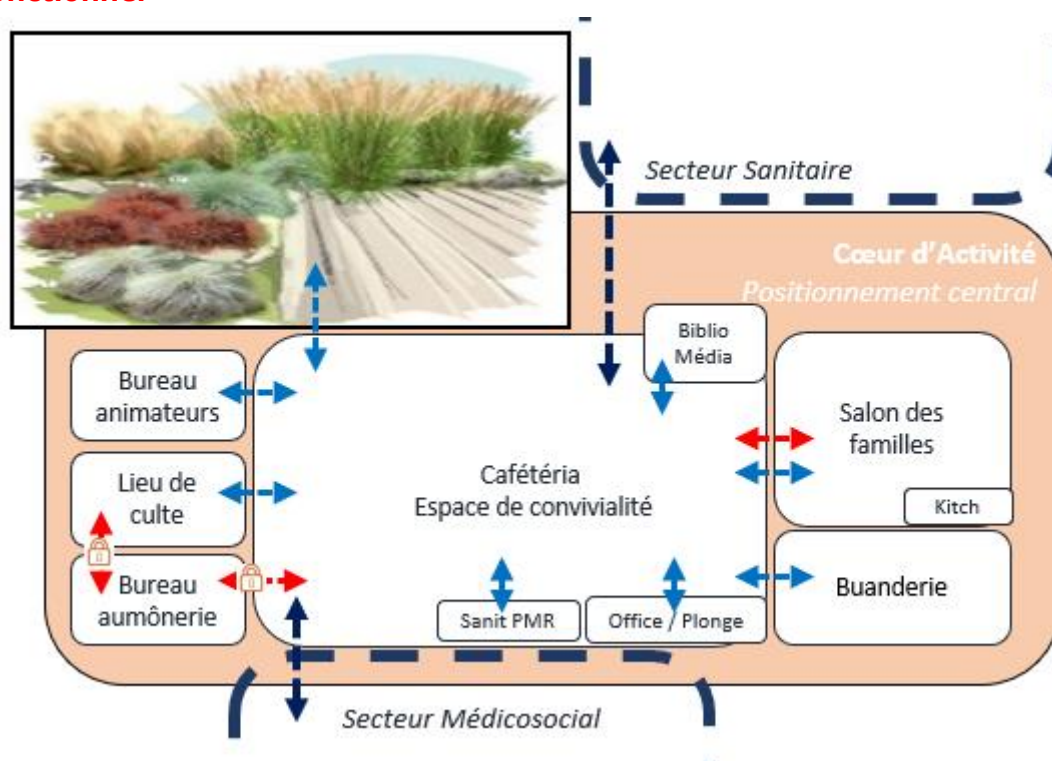 Secteur Sanitaire
Cœur d'Activité
Positionnement central
Biblio
Média
Bureau
animateurs
Salon des
familles
Lieu de
culte
Cafétéria
Espace de convivialité
Kitch
Bureau
aumônerie
Buanderie
Sanit PMR
Office / Plonge
Secteur Médicosocial